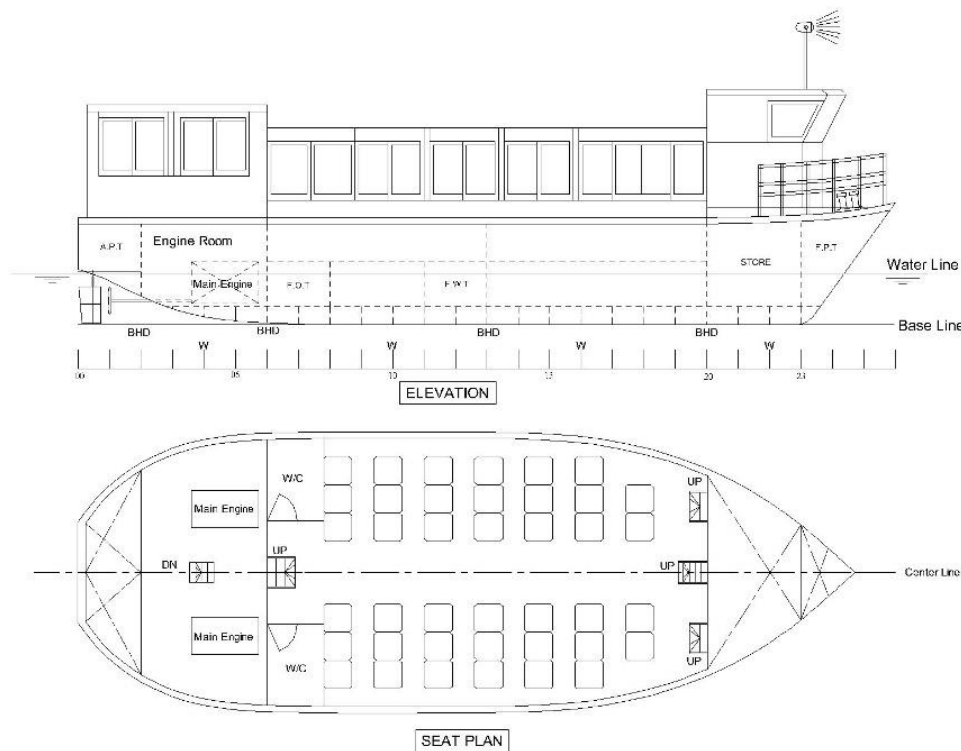 A.P.T
Engine Room
Main Engine
F.O.T
F.W.T
STORE
F.P.T
Water Line
Base Line
BHD
BHD
BHD
BHD
W
W
W
W
00
05
10
15
20
ELEVATION
W/C
UP
Main Engine
DN
UP
UP
Center Line
Main Engine
W/C
UP
SEAT PLAN